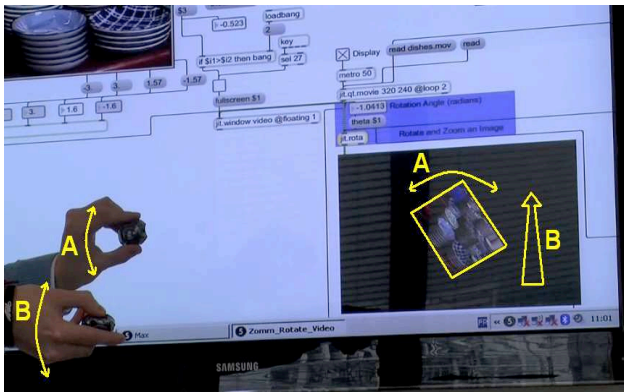 $3
-0.523
loadbang
2
key
if $i1>$i2 then bang
sel 27
Display
read dishes.mov
read
metro 50
-3.
3.
1.57
-1.57
jit.qt.movie 320 240 @loop 2
3.
1.6
-1.6
fullscreen $1
-1.0413
Rotation Angle (radians)
jit.window video @floating 1
theta $1
Rotate and Zoom an Image
jit.rota
A
A
B
B
Max
Zomm_Rotate_Video
FR
«
11:01
SAMSUNG